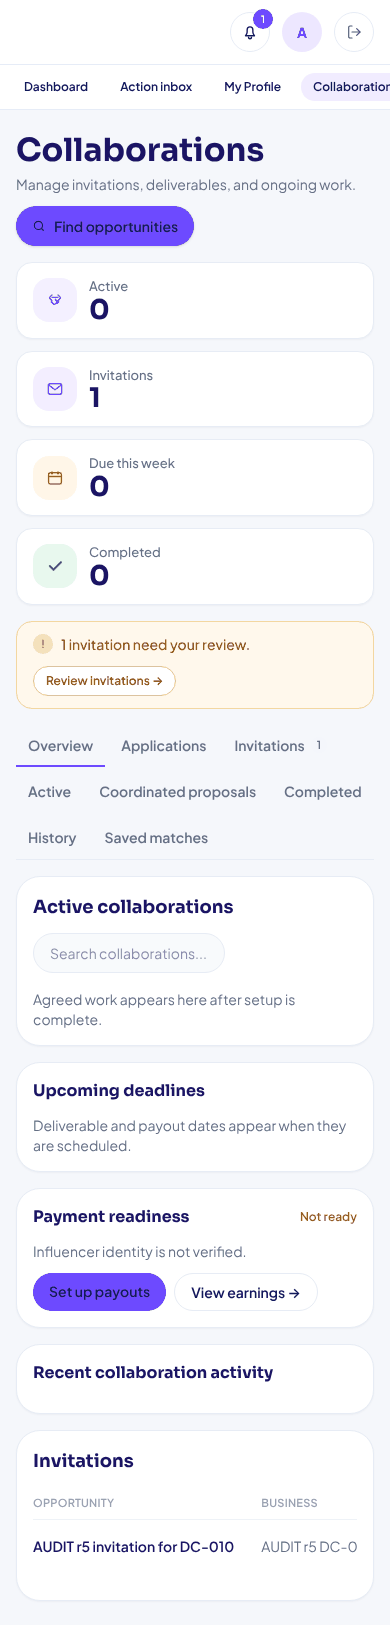 1
A
Dashboard Action inbox My Profile Collaboration
Collaborations
Manage invitations, deliverables, and ongoing work.
Find opportunities
Active
0
Invitations
1
Due this week
0
Completed
0
! 1 invitation need your review.
Review invitations →
Overview Applications Invitations 1
Active Coordinated proposals Completed
History Saved matches
Active collaborations
Search collaborations...
Agreed work appears here after setup is
complete.
Upcoming deadlines
Deliverable and payout dates appear when they
are scheduled.
Payment readiness Not ready
Influencer identity is not verified.
Set up payouts View earnings →
Recent collaboration activity
Invitations
OPPORTUNITY BUSINESS
AUDIT r5 invitation for DC-010 AUDIT r5 DC-0